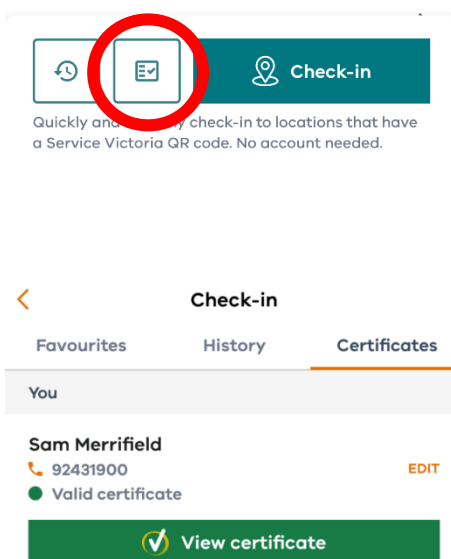 Check-in
Quickly and y check-in to locations that have
a Service Victoria QR code. No account needed.
Check-in
Favourites History Certificates
You
Sam Merrifield
92431900 EDIT
Valid certificate
View certificate